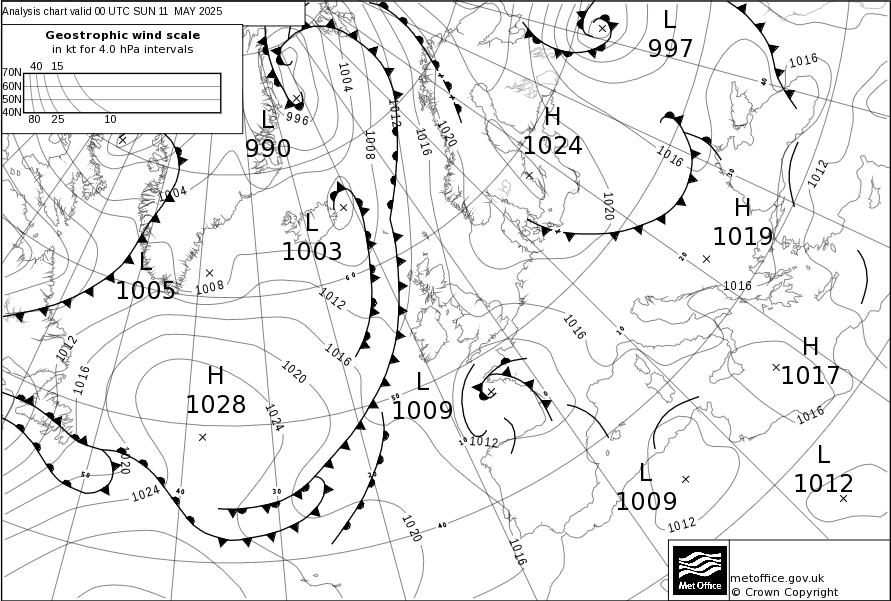 Analysis chart valid 00 UTC SUN 11 MAY 2025
Geostrophic wind scale
in kt for 4.0 hPa intervals
40 15
70N
60N
50N
40N
80 25 10
L
997
1016
40
1004
996
L
990
1012
1008
1016
1020
H
1024
1016
30
1012
1004
L
1003
1020
H
1019
20
L
1005
1008
60
1012
1016
1016
10
1012
1016
1016
1020
H
1028
1024
L
1009
50
H
1017
1016
10
1012
1020
50
1024
40
30
20
L
1009
L
1012
1020
40
1012
1016
Met Office
metoffice.gov.uk
© Crown Copyright